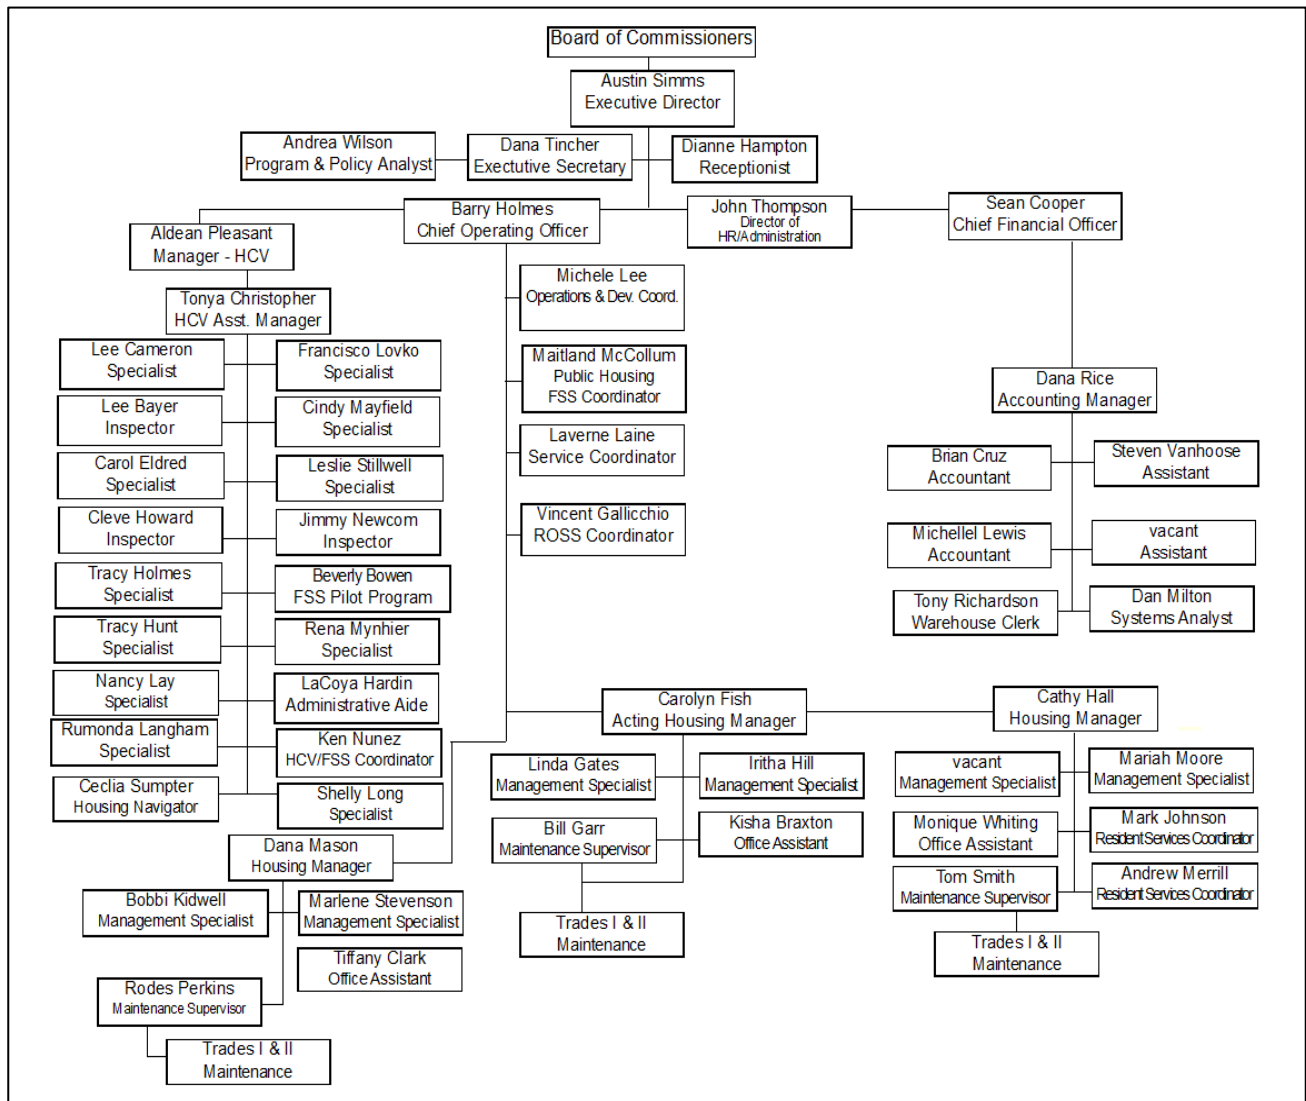 Board of Commissioners
Austin Simms
Executive Director
Andrea Wilson
Program & Policy Analyst
Dana Tincher
Exectutive Secretary
Dianne Hampton
Receptionist
Barry Holmes
Chief Operating Officer
John Thompson
Director of
HR/Administration
Sean Cooper
Chief Financial Officer
Aldean Pleasant
Manager - HCV
Tonya Christopher
HCV Asst. Manager
Lee Cameron
Specialist
Francisco Lovko
Specialist
Lee Bayer
Inspector
Cindy Mayfield
Specialist
Carol Eldred
Specialist
Leslie Stillwell
Specialist
Cleve Howard
Inspector
Jimmy Newcom
Inspector
Tracy Holmes
Specialist
Beverly Bowen
FSS Pilot Program
Tracy Hunt
Specialist
Rena Mynhier
Specialist
Nancy Lay
Specialist
LaCoya Hardin
Administrative Aide
Rumonda Langham
Specialist
Ken Nunez
HCV/FSS Coordinator
Ceclia Sumpter
Housing Navigator
Shelly Long
Specialist
Michele Lee
Operations & Dev. Coord.
Maitland McCollum
Public Housing
FSS Coordinator
Laverne Laine
Service Coordinator
Vincent Gallicchio
ROSS Coordinator
Dana Rice
Accounting Manager
Brian Cruz
Accountant
Steven Vanhoose
Assistant
Michellel Lewis
Accountant
vacant
Assistant
Tony Richardson
Warehouse Clerk
Dan Milton
Systems Analyst
Carolyn Fish
Acting Housing Manager
Cathy Hall
Housing Manager
Linda Gates
Management Specialist
Iritha Hill
Management Specialist
Bill Garr
Maintenance Supervisor
Kisha Braxton
Office Assistant
Trades I & II
Maintenance
vacant
Management Specialist
Mariah Moore
Management Specialist
Monique Whiting
Office Assistant
Mark Johnson
Resident Services Coordinator
Tom Smith
Maintenance Supervisor
Andrew Merrill
Resident Services Coordinator
Trades I & II
Maintenance
Dana Mason
Housing Manager
Bobbi Kidwell
Management Specialist
Marlene Stevenson
Management Specialist
Tiffany Clark
Office Assistant
Rodes Perkins
Maintenance Supervisor
Trades I & II
Maintenance